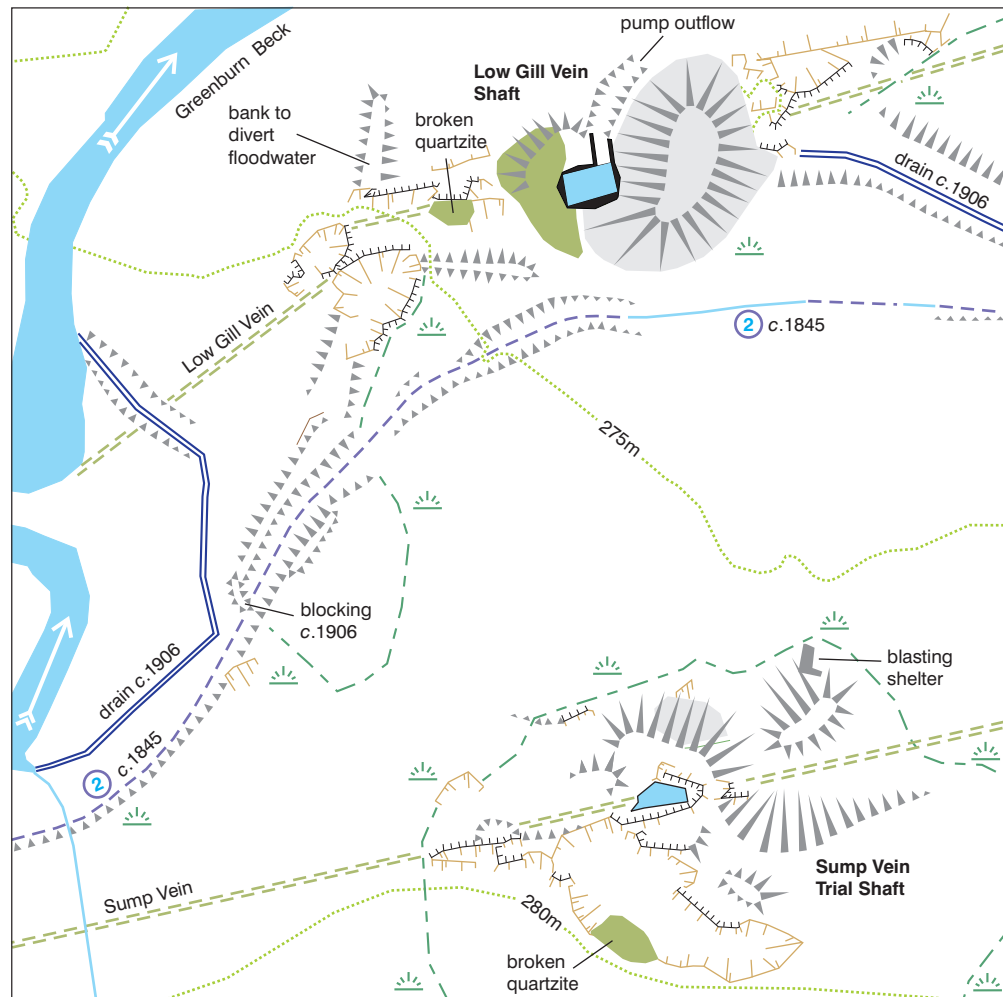 pump outflow
Greenburn Beck
Low Gill Vein
Shaft
bank to
divert
floodwater
broken
quartzite
drain c.1906
2 c.1845
Low Gill Vein
275m
blocking
c.1906
drain c.1906
blasting
shelter
2 c.1845
Sump Vein
Trial Shaft
Sump Vein
280m
broken
quartzite